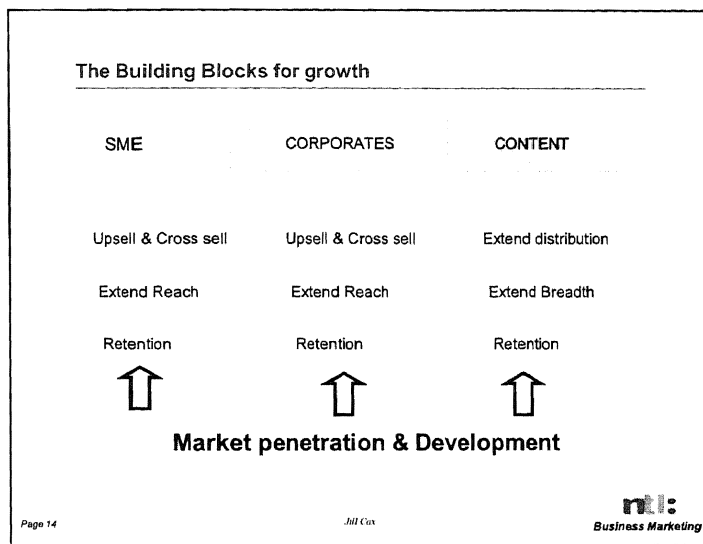 The Building Blocks for growth
SME CORPORATES CONTENT
Upsell & Cross sell Upsell & Cross sell Extend distribution
Extend Reach Extend Reach Extend Breadth
Retention Retention Retention
Market penetration & Development
ntl:
Page 14 Jill Cox Business Marketing